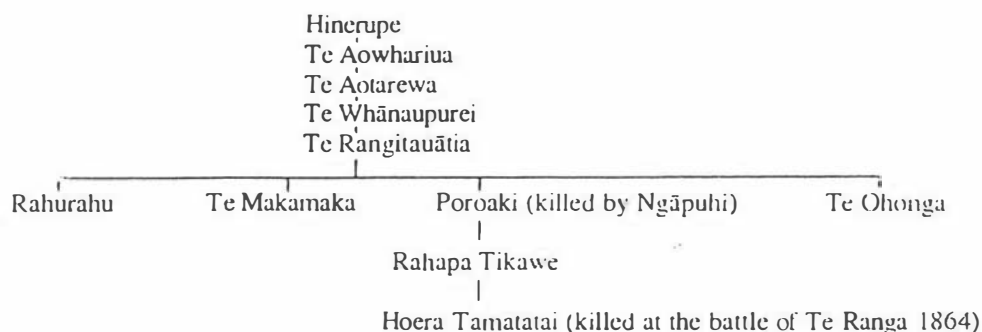 Hinerupe
Te Aowhariua
Te Aotarewa
Te Whānaupurei
Te Rangitauātia
Rahurahu Te Makamaka Poroaki (killed by Ngāpuhi) Te Ohonga
Rahapa Tikawe
Hoera Tamatatai (killed at the battle of Te Ranga 1864)